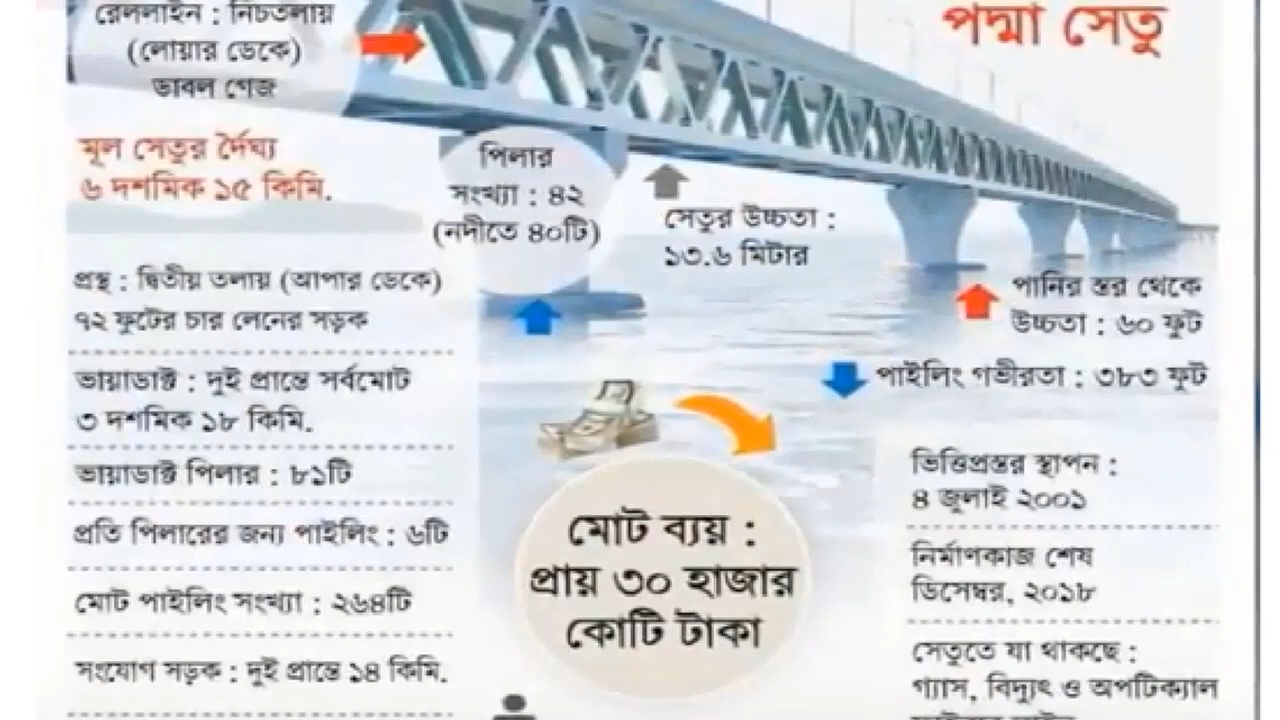 পদ্মা সেতু
রেললাইন : নিচতলায়
(লোয়ার ডেকে)
ডাবল গেজ
মূল সেতুর দৈর্ঘ্য
৬ দশমিক ১৫ কিমি.
পিলার
সংখ্যা : ৪২
(নদীতে ৪০টি)
সেতুর উচ্চতা :
১৩.৬ মিটার
প্রস্থ : দ্বিতীয় তলায় (আপার ডেকে)
৭২ ফুটের চার লেনের সড়ক
পানির স্তর থেকে
উচ্চতা : ৬০ ফুট
ভায়াডাক্ট : দুই প্রান্তে সর্বমোট
৩ দশমিক ১৮ কিমি.
পাইলিং গভীরতা : ৩৮৩ ফুট
ভায়াডাক্ট পিলার : ৮১টি
প্রতি পিলারের জন্য পাইলিং : ৬টি
মোট পাইলিং সংখ্যা : ২৬৪টি
সংযোগ সড়ক : দুই প্রান্তে ১৪ কিমি.
মোট ব্যয় :
প্রায় ৩০ হাজার
কোটি টাকা
ভিত্তিপ্রস্তর স্থাপন :
৪ জুলাই ২০০১
নির্মাণকাজ শেষ
ডিসেম্বর, ২০১৮
সেতুতে যা থাকছে :
গ্যাস, বিদ্যুৎ ও অপটিক্যাল